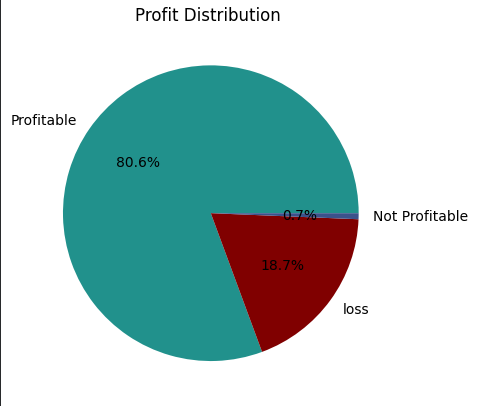 Profit Distribution
Profitable
80.6%
0.7%
Not Profitable
18.7%
loss